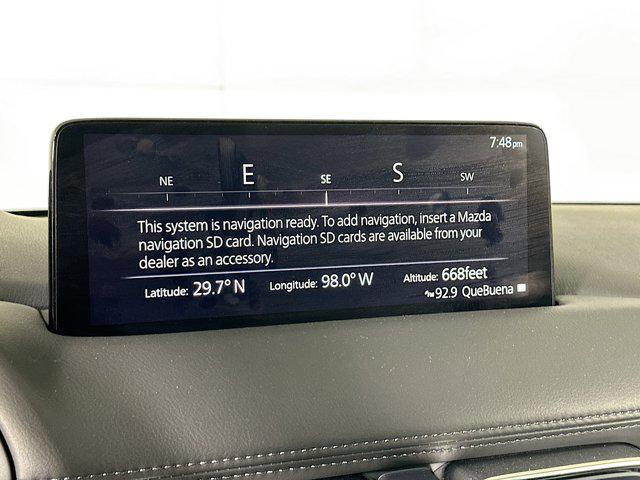 7:48pm
NE E SE S SW
This system is navigation ready. To add navigation, insert a Mazda
navigation SD card. Navigation SD cards are available from your
dealer as an accessory.
Latitude: 29.7° N Longitude: 98.0° W Altitude: 668feet
92.9 QueBuena